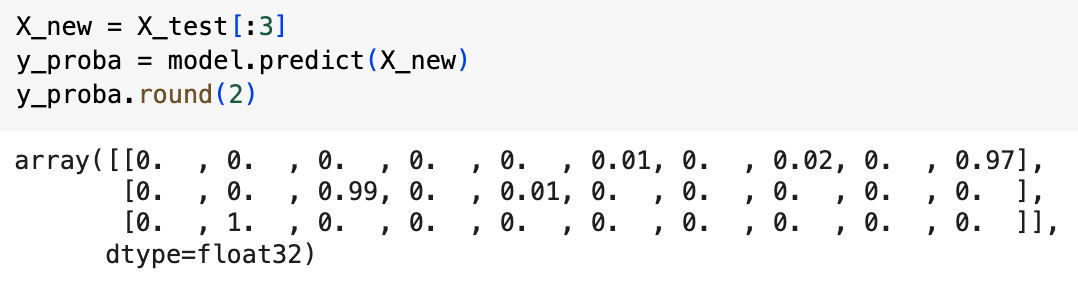 X_new = X_test[:3]
y_proba = model.predict(X_new)
y_proba.round(2)
array([[0.  , 0.  , 0.  , 0.  , 0.  , 0.01, 0.  , 0.02, 0.  , 0.97],
       [0.  , 0.  , 0.99, 0.  , 0.01, 0.  , 0.  , 0.  , 0.  , 0.  ],
       [0.  , 1.  , 0.  , 0.  , 0.  , 0.  , 0.  , 0.  , 0.  , 0.  ]],
      dtype=float32)